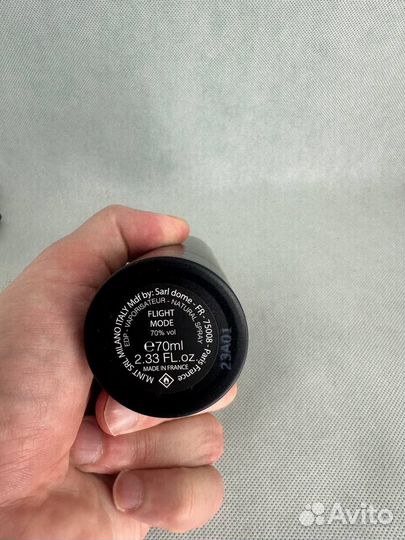 M.INT SRL. MILANO ITALY Mdf by: Sarl dome - FR - 75008 - Paris France
EDP - VAPORISATEUR - NATURAL SPRAY
FLIGHT
MODE
70% vol
℮70ml
2.33 FL.oz.
MADE IN FRANCE
23A01
Avito